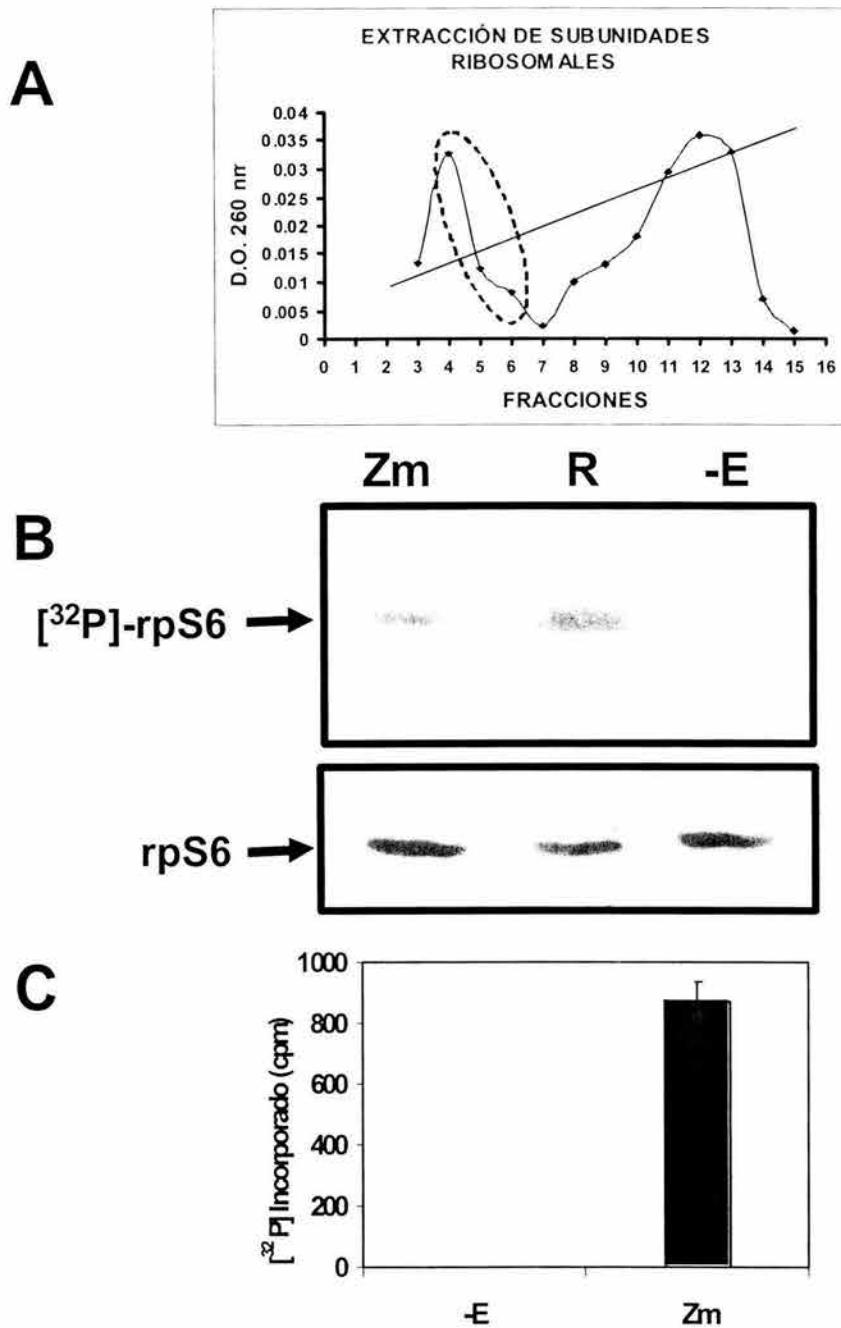 A
EXTRACCIÓN DE SUBUNIDADES
RIBOSOMALES
0.04
0.035
0.03
0.025
0.02
0.015
0.01
0.005
0
D.O. 260 nm
0 1 2 3 4 5 6 7 8 9 10 11 12 13 14 15 16
FRACCIONES
Zm R -E
B
[³²P]-rpS6
rpS6
C
1000
800
600
400
200
0
[³²P] Incorporado (cpm)
-E Zm